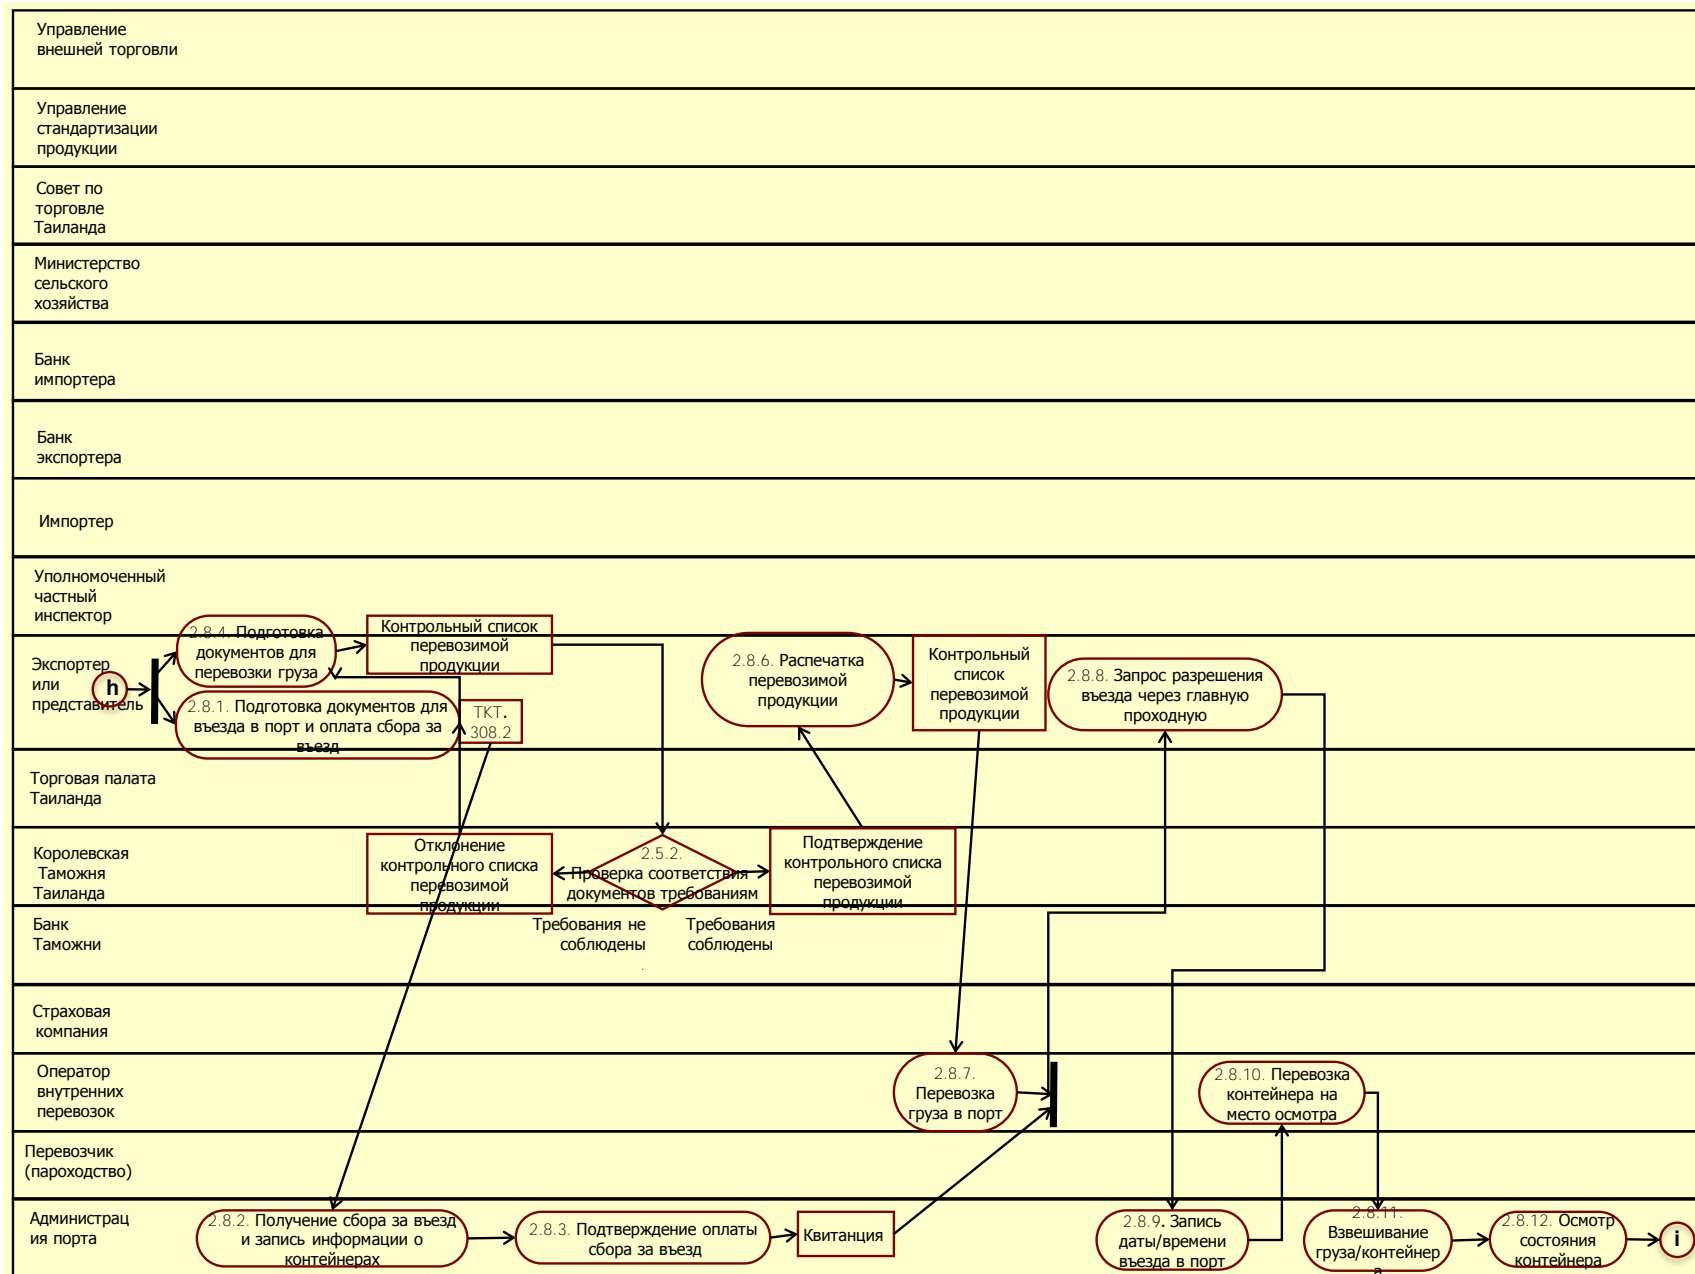 Управление
внешней торговли
Управление
стандартизации
продукции
Совет по
торговле
Таиланда
Министерство
сельского
хозяйства
Банк
импортера
Банк
экспортера
Импортер
Уполномоченный
частный
инспектор
Экспортер
или
представитель
h
2.8.4. Подготовка
документов для
перевозки груза
Контрольный список
перевозимой
продукции
2.8.1. Подготовка документов для
въезда в порт и оплата сбора за
въезд
ТКТ.
308.2
2.8.6. Распечатка
перевозимой
продукции
Контрольный
список
перевозимой
продукции
2.8.8. Запрос разрешения
въезда через главную
проходную
Торговая палата
Таиланда
Королевская
Таможня
Таиланда
Отклонение
контрольного списка
перевозимой
продукции
2.5.2.
Проверка соответствия
документов требованиям
Подтверждение
контрольного списка
перевозимой
продукции
Банк
Таможни
Требования не
соблюдены
.
Требования
соблюдены
Страховая
компания
Оператор
внутренних
перевозок
2.8.7.
Перевозка
груза в порт
2.8.10. Перевозка
контейнера на
место осмотра
Перевозчик
(пароходство)
Администрац
ия порта
2.8.2. Получение сбора за въезд
и запись информации о
контейнерах
2.8.3. Подтверждение оплаты
сбора за въезд
Квитанция
2.8.9. Запись
даты/времени
въезда в порт
2.8.11.
Взвешивание
груза/контейнер
а
2.8.12. Осмотр
состояния
контейнера
i